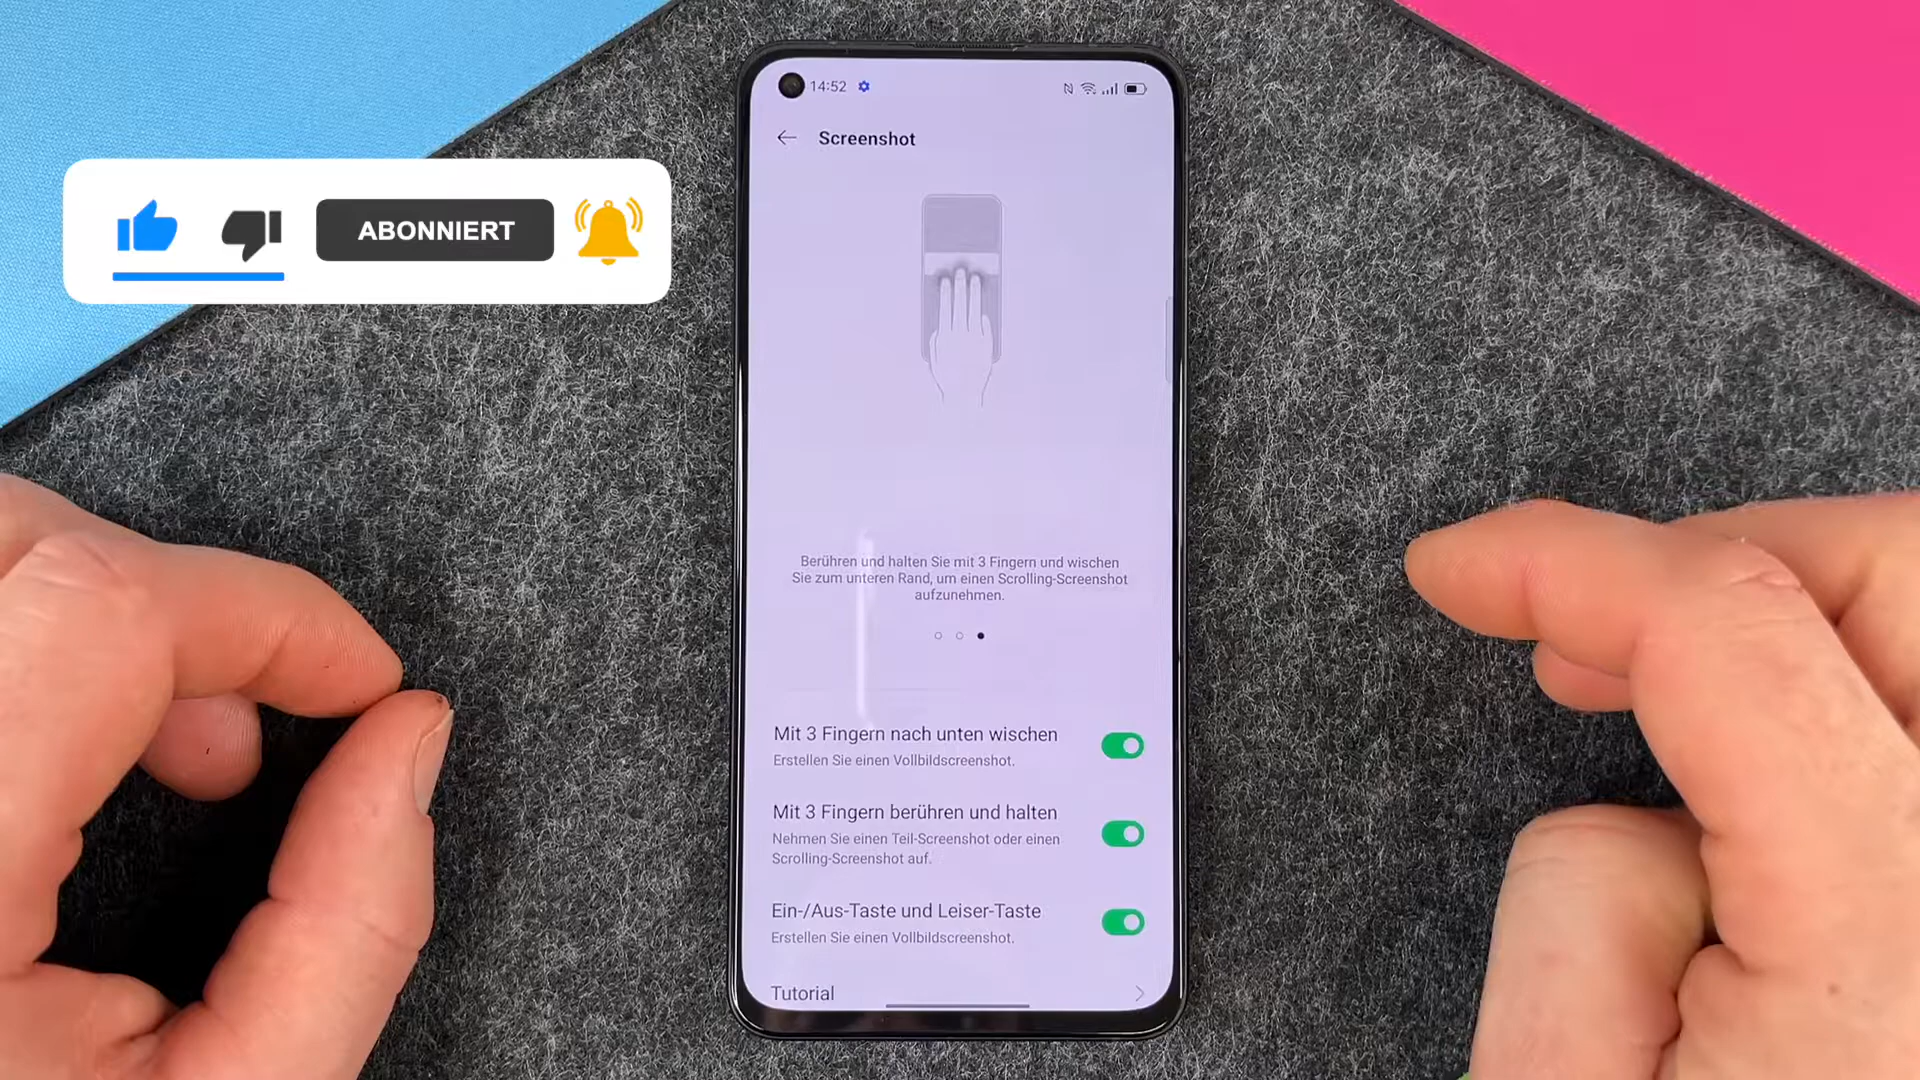 14:52
Screenshot
ABONNIERT
Berühren und halten Sie mit 3 Fingern und wischen
Sie zum unteren Rand, um einen Scrolling-Screenshot
aufzunehmen.
Mit 3 Fingern nach unten wischen
Erstellen Sie einen Vollbildscreenshot.
Mit 3 Fingern berühren und halten
Nehmen Sie einen Teil-Screenshot oder einen
Scrolling-Screenshot auf.
Ein-/Aus-Taste und Leiser-Taste
Erstellen Sie einen Vollbildscreenshot.
Tutorial